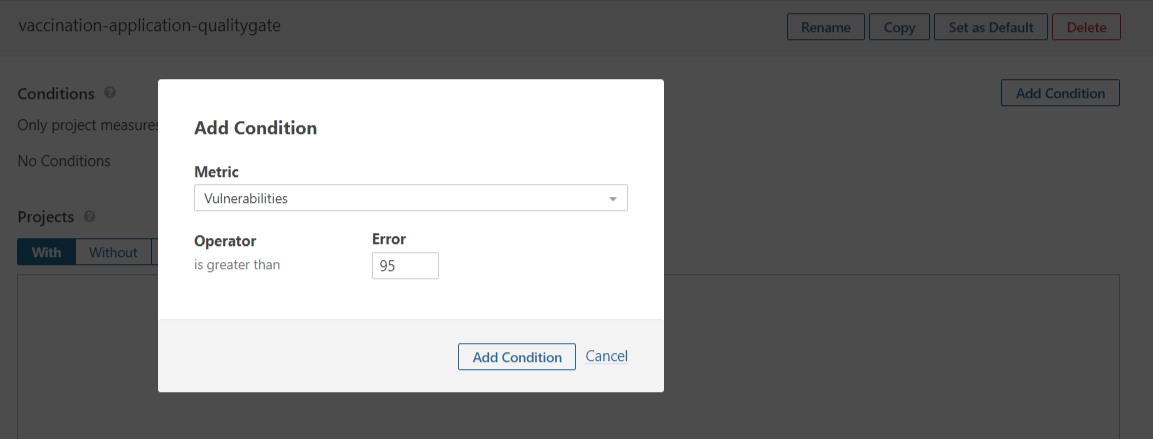 vaccination-application-qualitygate
Rename Copy Set as Default Delete
Conditions ?
Add Condition
Only project measures
No Conditions
Projects ?
With Without
Add Condition
Metric
Vulnerabilities
Operator Error
is greater than 95
Add Condition Cancel